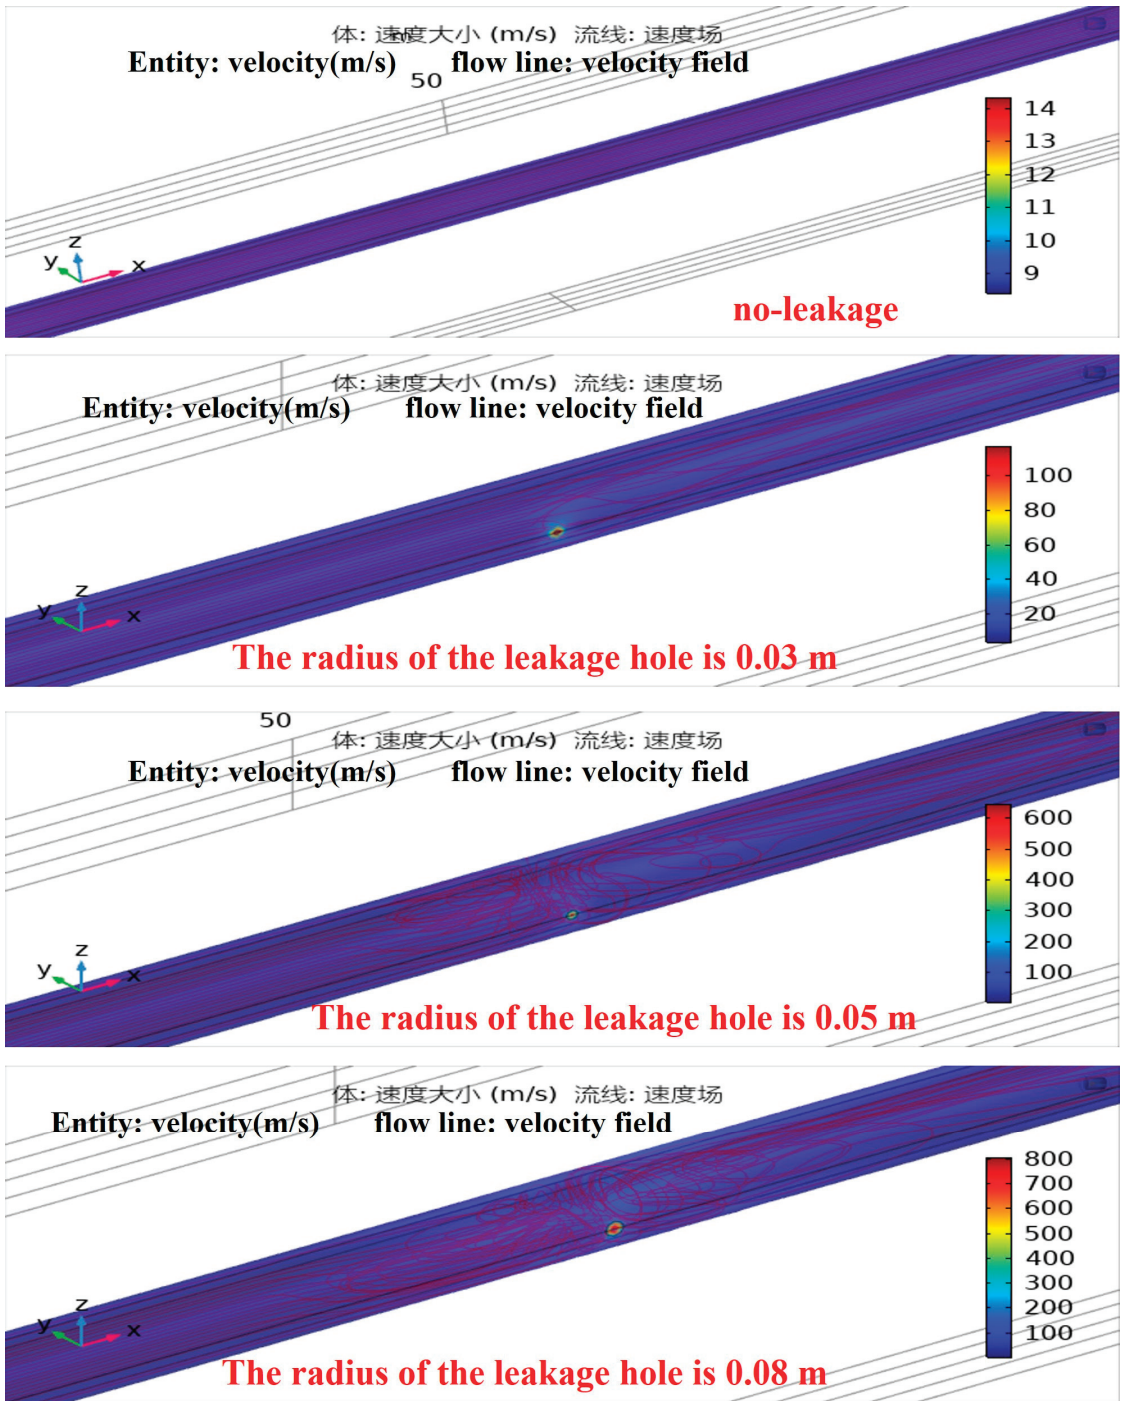 体: 速度大小 (m/s) 流线: 速度场
m
Entity: velocity(m/s) flow line: velocity field
50
14
13
12
11
10
9
z
y
x
no-leakage
体: 速度大小 (m/s) 流线: 速度场
Entity: velocity(m/s) flow line: velocity field
100
80
60
40
20
z
y
x
The radius of the leakage hole is 0.03 m
50
体: 速度大小 (m/s) 流线: 速度场
Entity: velocity(m/s) flow line: velocity field
600
500
400
300
200
100
z
y
x
The radius of the leakage hole is 0.05 m
体: 速度大小 (m/s) 流线: 速度场
Entity: velocity(m/s) flow line: velocity field
800
700
600
500
400
300
200
100
z
y
x
The radius of the leakage hole is 0.08 m